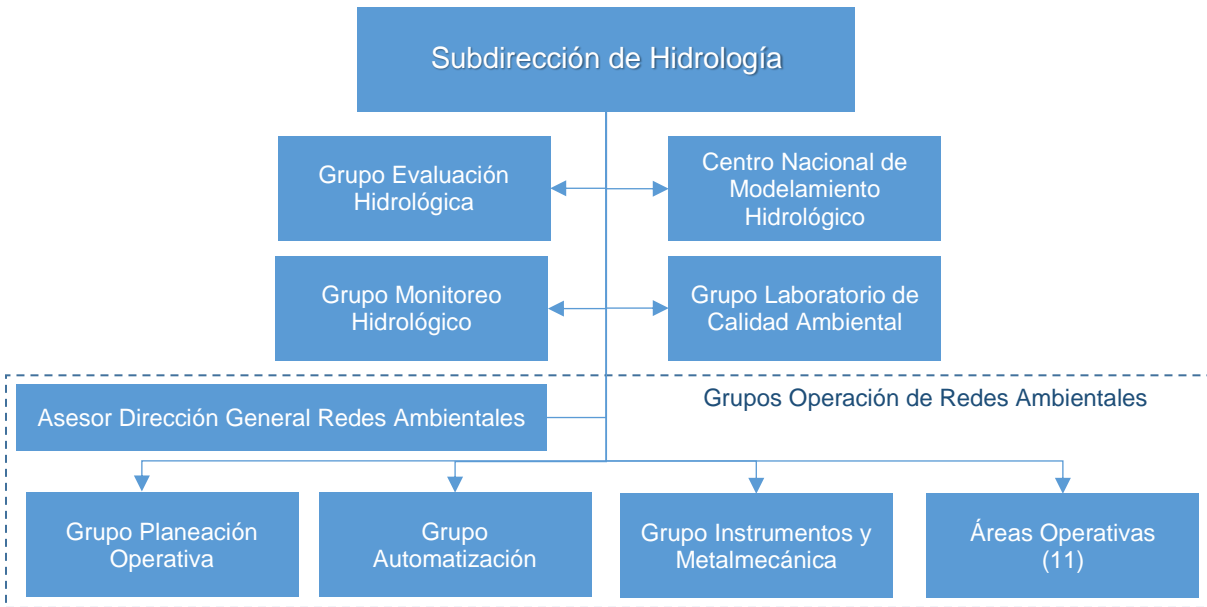 Subdirección de Hidrología
Grupo Evaluación
Hidrológica
Centro Nacional de
Modelamiento
Hidrológico
Grupo Monitoreo
Hidrológico
Grupo Laboratorio de
Calidad Ambiental
Asesor Dirección General Redes Ambientales
Grupos Operación de Redes Ambientales
Grupo Planeación
Operativa
Grupo
Automatización
Grupo Instrumentos y
Metalmecánica
Áreas Operativas
(11)